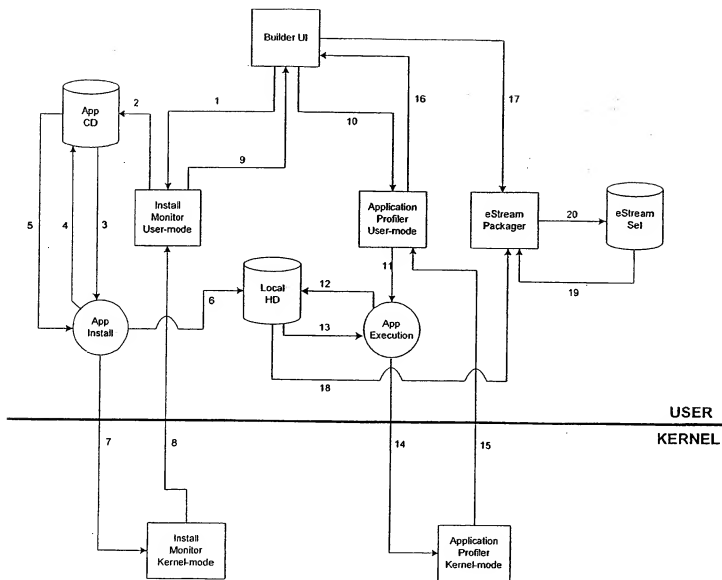 Builder UI
App
CD
2
1
16
17
10
9
5
4
3
Install
Monitor
User-mode
Application
Profiler
User-mode
eStream
Packager
20
eStream
Set
19
11
12
6
Local
HD
13
App
Install
App
Execution
18
USER
KERNEL
7
8
14
15
Install
Monitor
Kernel-mode
Application
Profiler
Kernel-mode